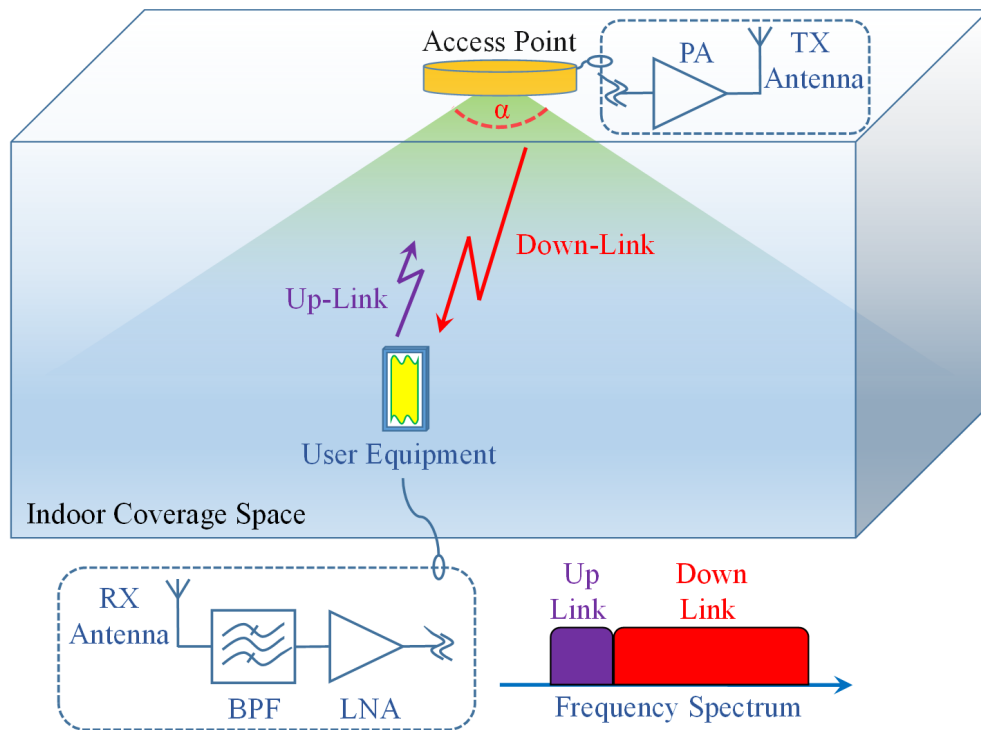 Access Point
PA
TX
Antenna
α
Down-Link
Up-Link
User Equipment
Indoor Coverage Space
RX
Antenna
BPF
LNA
Up
Link
Down
Link
Frequency Spectrum